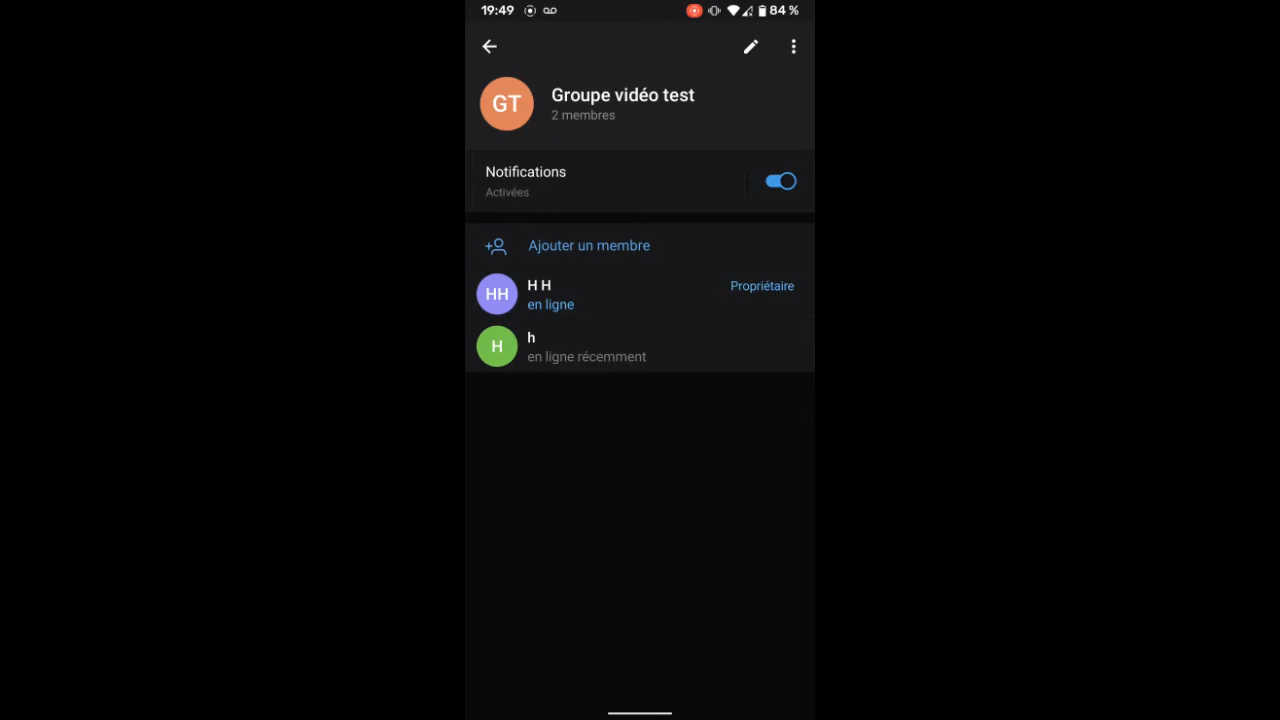 19:49 84 %
GT
Groupe vidéo test
2 membres
Notifications
Activées
Ajouter un membre
HH
H H
Propriétaire
en ligne
H
h
en ligne récemment